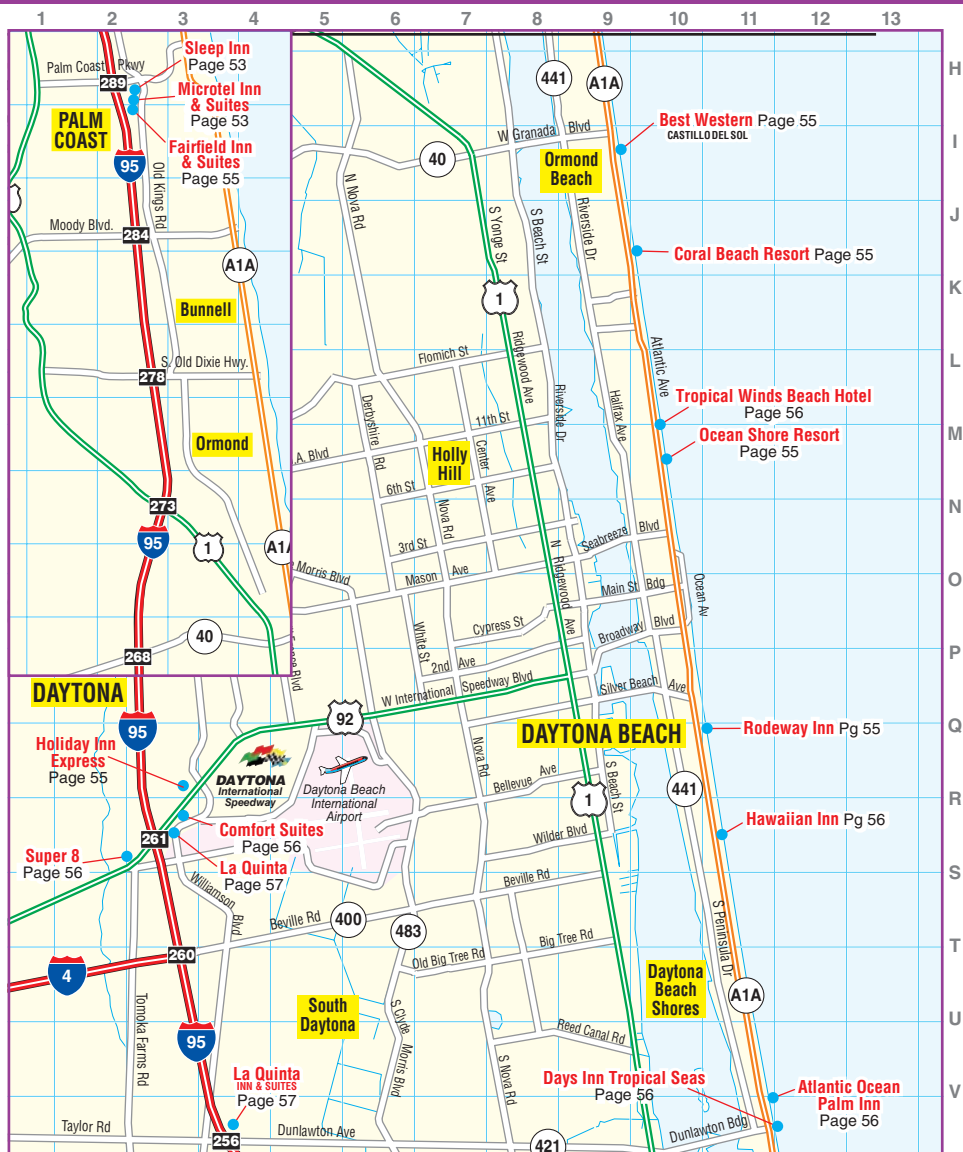 1 2 3 4 5 6 7 8 9 10 11 12 13
H
I
J
K
L
M
N
O
P
Q
R
S
T
U
V
Palm Coast Pkwy
289
Sleep Inn
Page 53
Microtel Inn
& Suites
Page 53
PALM
COAST
Fairfield Inn
& Suites
Page 55
95
Old Kings Rd
Moody Blvd.
284
A1A
Bunnell
S. Old Dixie Hwy.
278
Ormond
273
95
1
A1A
40
268
441
A1A
W Granada Blvd
40
Best Western Page 55
CASTILLO DEL SOL
Ormond
Beach
N Nova Rd
S Yonge St
S Beach St
Riverside Dr
Coral Beach Resort Page 55
1
Ridgewood Ave
Flomich St
Atlantic Ave
Derbyshire
Rd
11th St
Riverside Dr
Halifax Ave
Tropical Winds Beach Hotel
Page 56
Ocean Shore Resort
Page 55
.A. Blvd
Holly
Hill
Center
Ave
6th St
Nova Rd
3rd St
Seabreeze Blvd
Morris Blvd
Mason Ave
N Ridgewood Ave
Main St Bdg
Ocean Av
White St
Cypress St
Broadway Blvd
2nd Ave
W International Speedway Blvd
Silver Beach Ave
DAYTONA
95
92
DAYTONA BEACH
Rodeway Inn Pg 55
Holiday Inn
Express
Page 55
DAYTONA
International
Speedway
Daytona Beach
International
Airport
Nova Rd
Bellevue Ave
S Beach St
1
441
Hawaiian Inn Pg 56
261
Comfort Suites
Page 56
Wilder Blvd
Super 8
Page 56
La Quinta
Page 57
Williamson
Blvd
Beville Rd
Beville Rd
400
483
S Peninsula Dr
260
Old Big Tree Rd
Big Tree Rd
4
Daytona
Beach
Shores
A1A
South
Daytona
Tomoka Farms Rd
95
S Clyde
Morris Blvd
Reed Canal Rd
S Nova Rd
La Quinta
INN & SUITES
Page 57
Days Inn Tropical Seas
Page 56
Atlantic Ocean
Palm Inn
Page 56
Taylor Rd
256
Dunlawton Ave
421
Dunlawton Bdg